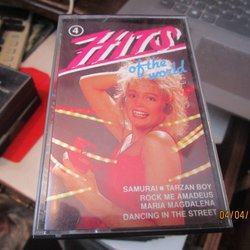 4
HITS
of the world
SAMURAI ■ TARZAN BOY
ROCK ME AMADEUS
MARIA MAGDALENA
DANCING IN THE STREET
04/04/